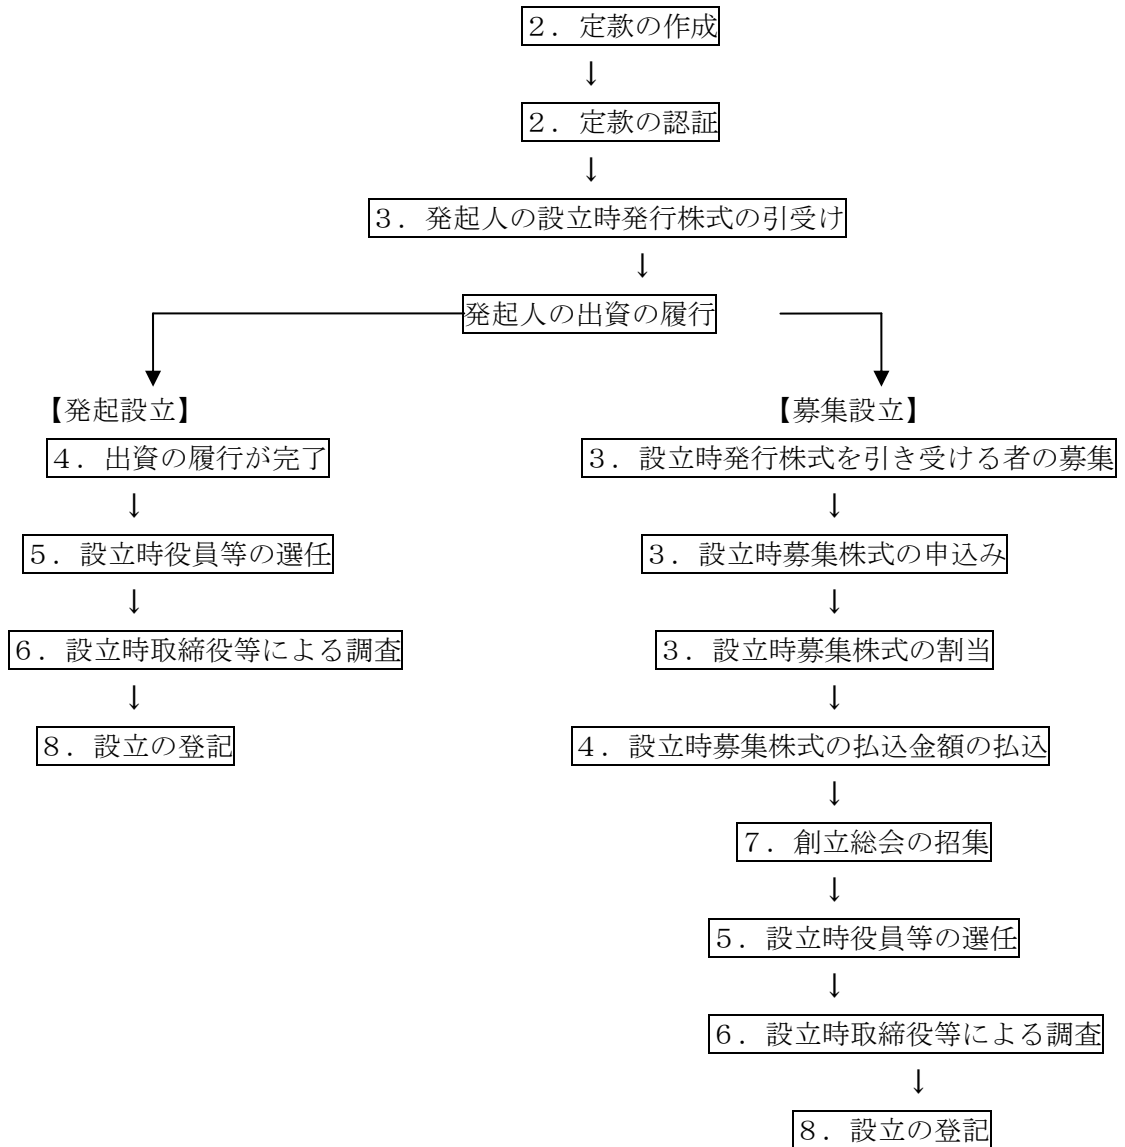 ２．定款の作成
↓
２．定款の認証
↓
３．発起人の設立時発行株式の引受け
↓
発起人の出資の履行
【発起設立】
４．出資の履行が完了
↓
５．設立時役員等の選任
↓
６．設立時取締役等による調査
↓
８．設立の登記
【募集設立】
３．設立時発行株式を引き受ける者の募集
↓
３．設立時募集株式の申込み
↓
３．設立時募集株式の割当
↓
４．設立時募集株式の払込金額の払込
↓
７．創立総会の招集
↓
５．設立時役員等の選任
↓
６．設立時取締役等による調査
↓
８．設立の登記